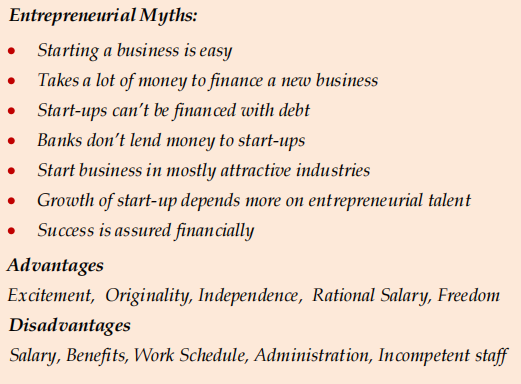 Entrepreneurial Myths:
• Starting a business is easy
• Takes a lot of money to finance a new business
• Start-ups can't be financed with debt
• Banks don't lend money to start-ups
• Start business in mostly attractive industries
• Growth of start-up depends more on entrepreneurial talent
• Success is assured financially
Advantages
Excitement, Originality, Independence, Rational Salary, Freedom
Disadvantages
Salary, Benefits, Work Schedule, Administration, Incompetent staff